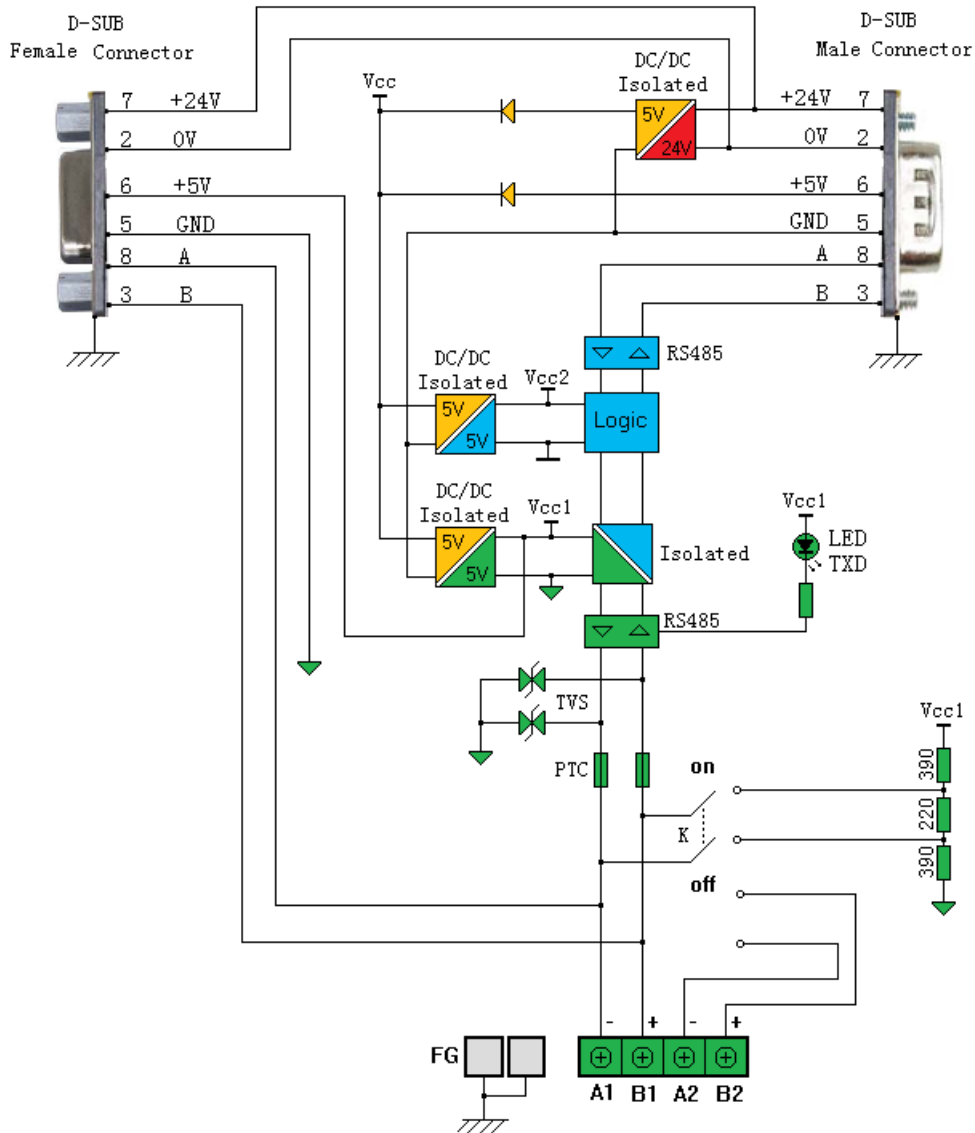 D-SUB
Female Connector
D-SUB
Male Connector
7 +24V
2 0V
6 +5V
5 GND
8 A
3 B
Vcc
DC/DC
Isolated
5V
24V
+24V 7
0V 2
+5V 6
GND 5
A 8
B 3
RS485
DC/DC
Isolated
5V
5V
Vcc2
Logic
DC/DC
Isolated
5V
5V
Vcc1
Isolated
Vcc1
LED
TXD
RS485
TVS
PTC
on
K
off
Vcc1
390
220
390
- + - +
FG
A1 B1 A2 B2